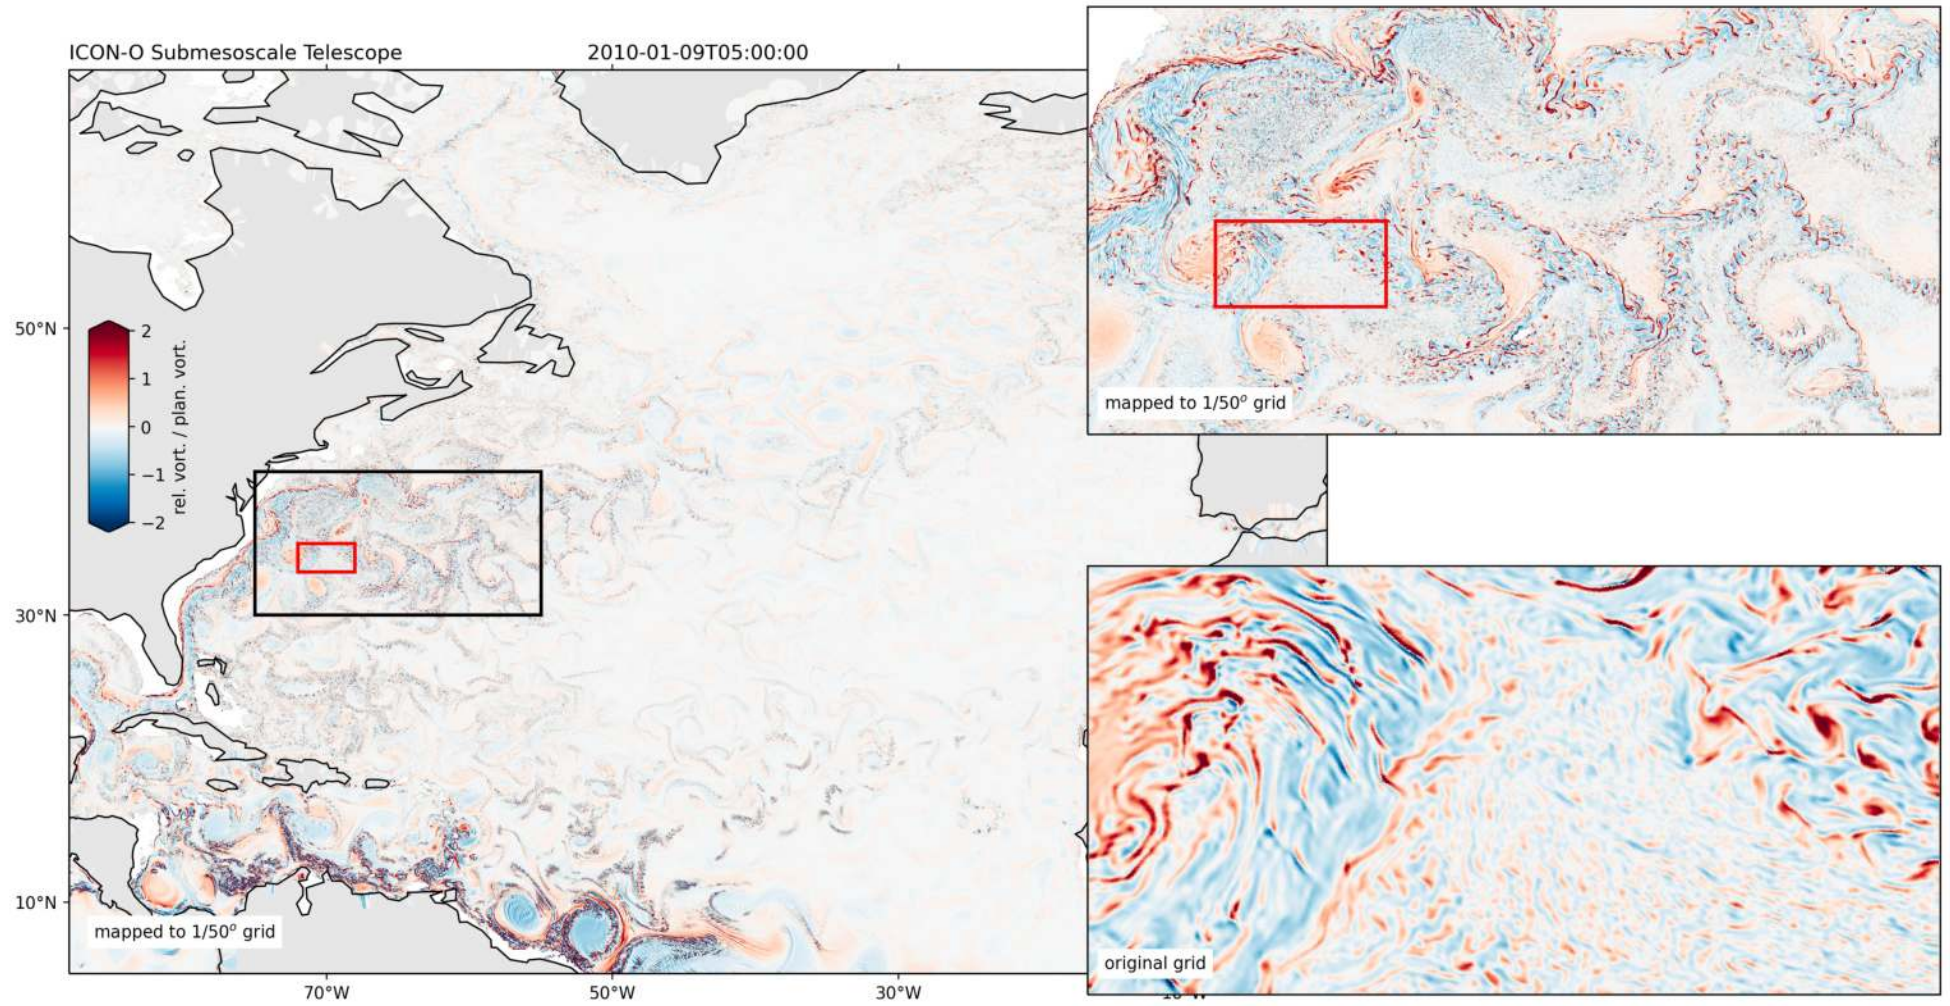 ICON-O Submesoscale Telescope
2010-01-09T05:00:00
50°N
30°N
10°N
70°W
50°W
30°W
2
1
0
−1
−2
rel. vort. / plan. vort.
mapped to 1/50° grid
mapped to 1/50° grid
original grid